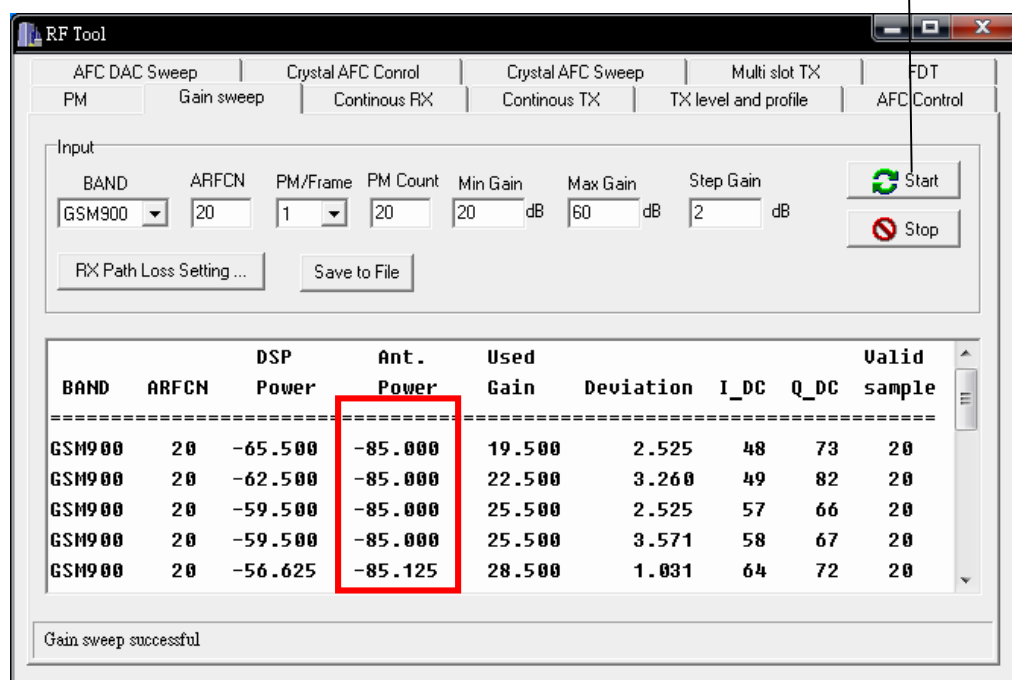 RF Tool
AFC DAC Sweep Crystal AFC Conrol Crystal AFC Sweep Multi slot TX FDT
PM Gain sweep Continous RX Continous TX TX level and profile AFC Control
Input
BAND ARFCN PM/Frame PM Count Min Gain Max Gain Step Gain
GSM900 20 1 20 20 dB 60 dB 2 dB
Start
Stop
RX Path Loss Setting ... Save to File
DSP Ant. Used Valid
BAND ARFCN Power Power Gain Deviation I_DC Q_DC sample
==================================================
GSM900 20 -65.500 -85.000 19.500 2.525 48 73 20
GSM900 20 -62.500 -85.000 22.500 3.260 49 82 20
GSM900 20 -59.500 -85.000 25.500 2.525 57 66 20
GSM900 20 -59.500 -85.000 25.500 3.571 58 67 20
GSM900 20 -56.625 -85.125 28.500 1.031 64 72 20
Gain sweep successful